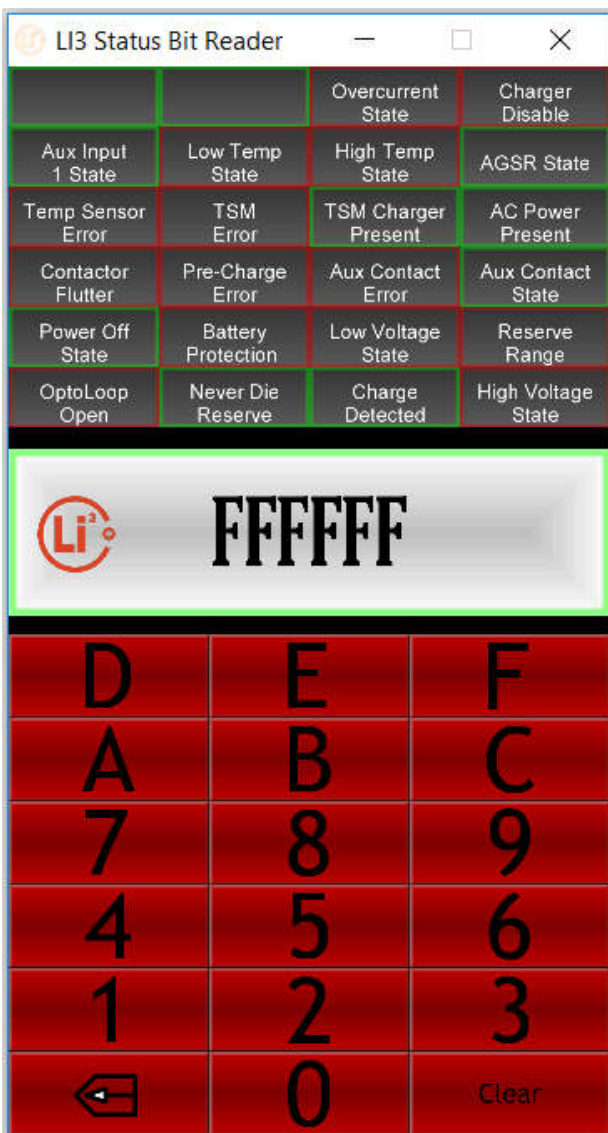 LI3 Status Bit Reader
Overcurrent State
Charger Disable
Aux Input 1 State
Low Temp State
High Temp State
AGSR State
Temp Sensor Error
TSM Error
TSM Charger Present
AC Power Present
Contactor Flutter
Pre-Charge Error
Aux Contact Error
Aux Contact State
Power Off State
Battery Protection
Low Voltage State
Reserve Range
OptoLoop Open
Never Die Reserve
Charge Detected
High Voltage State
Li³
FFFFFF
D E F
A B C
7 8 9
4 5 6
1 2 3
0 Clear